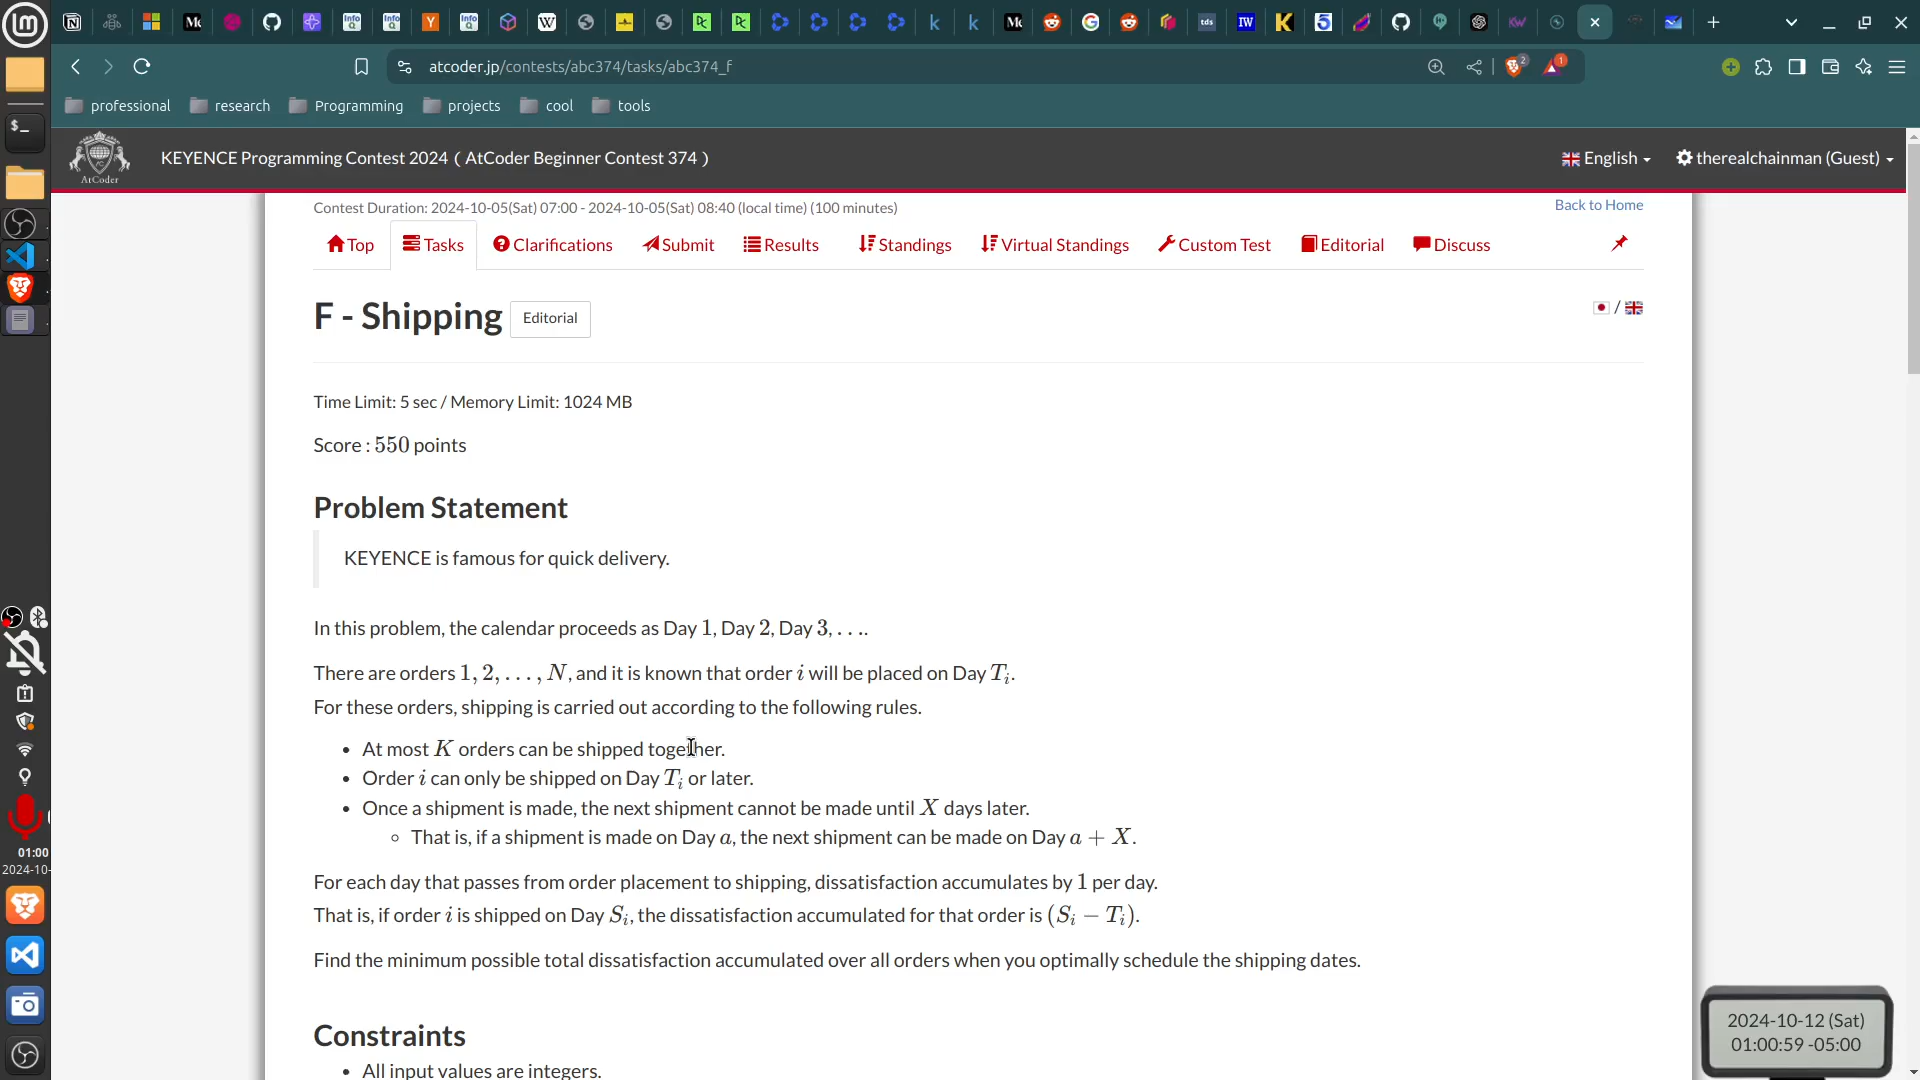 atcoder.jp/contests/abc374/tasks/abc374_f
professional research Programming projects cool tools
AtCoder
KEYENCE Programming Contest 2024 ( AtCoder Beginner Contest 374 )
English
therealchainman (Guest)
Contest Duration: 2024-10-05(Sat) 07:00 - 2024-10-05(Sat) 08:40 (local time) (100 minutes)
Back to Home
Top Tasks Clarifications Submit Results Standings Virtual Standings Custom Test Editorial Discuss
F - Shipping Editorial
/
Time Limit: 5 sec / Memory Limit: 1024 MB
Score : 550 points
Problem Statement
KEYENCE is famous for quick delivery.
In this problem, the calendar proceeds as Day 1, Day 2, Day 3, . . ..
There are orders 1, 2, . . . , N, and it is known that order i will be placed on Day Tᵢ.
For these orders, shipping is carried out according to the following rules.
• At most K orders can be shipped together.
• Order i can only be shipped on Day Tᵢ or later.
• Once a shipment is made, the next shipment cannot be made until X days later.
◦ That is, if a shipment is made on Day a, the next shipment can be made on Day a + X.
For each day that passes from order placement to shipping, dissatisfaction accumulates by 1 per day.
That is, if order i is shipped on Day Sᵢ, the dissatisfaction accumulated for that order is (Sᵢ − Tᵢ).
Find the minimum possible total dissatisfaction accumulated over all orders when you optimally schedule the shipping dates.
Constraints
• All input values are integers.
01:00
2024-10-
2024-10-12 (Sat)
01:00:59 -05:00